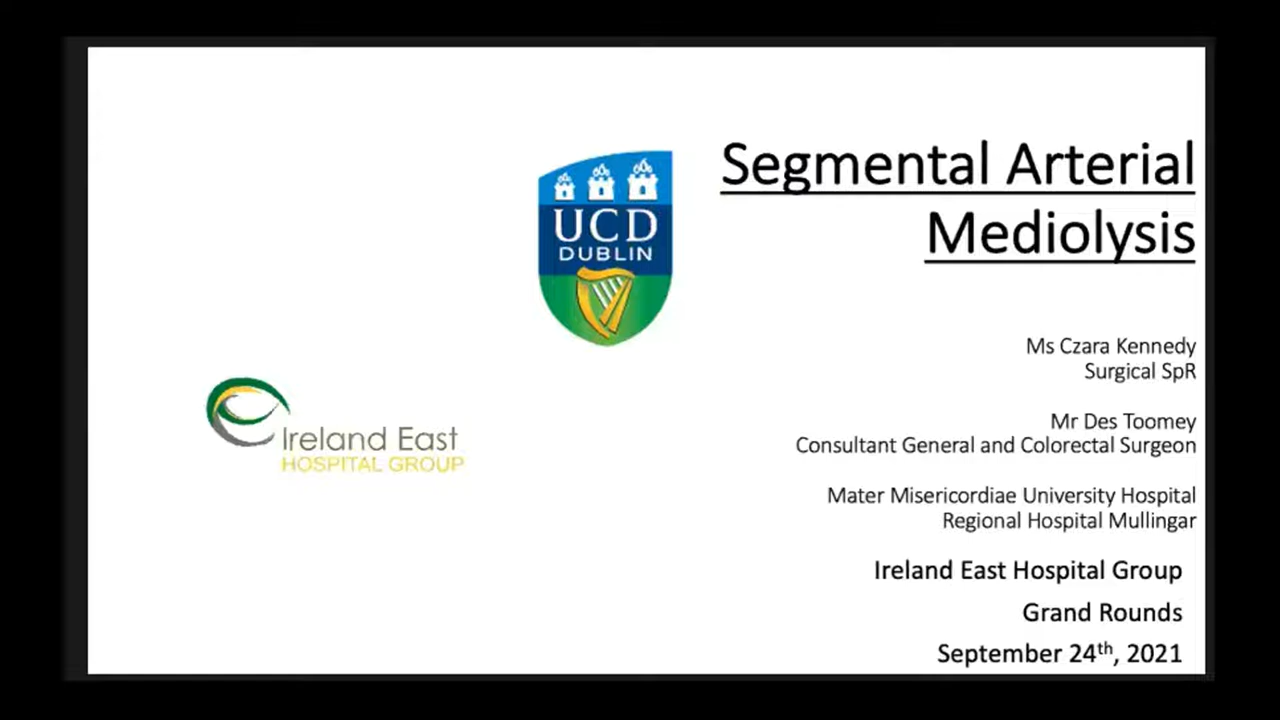 Segmental Arterial
Mediolysis
UCD
DUBLIN
Ms Czara Kennedy
Surgical SpR
Mr Des Toomey
Consultant General and Colorectal Surgeon
Ireland East
HOSPITAL GROUP
Mater Misericordiae University Hospital
Regional Hospital Mullingar
Ireland East Hospital Group
Grand Rounds
September 24th, 2021